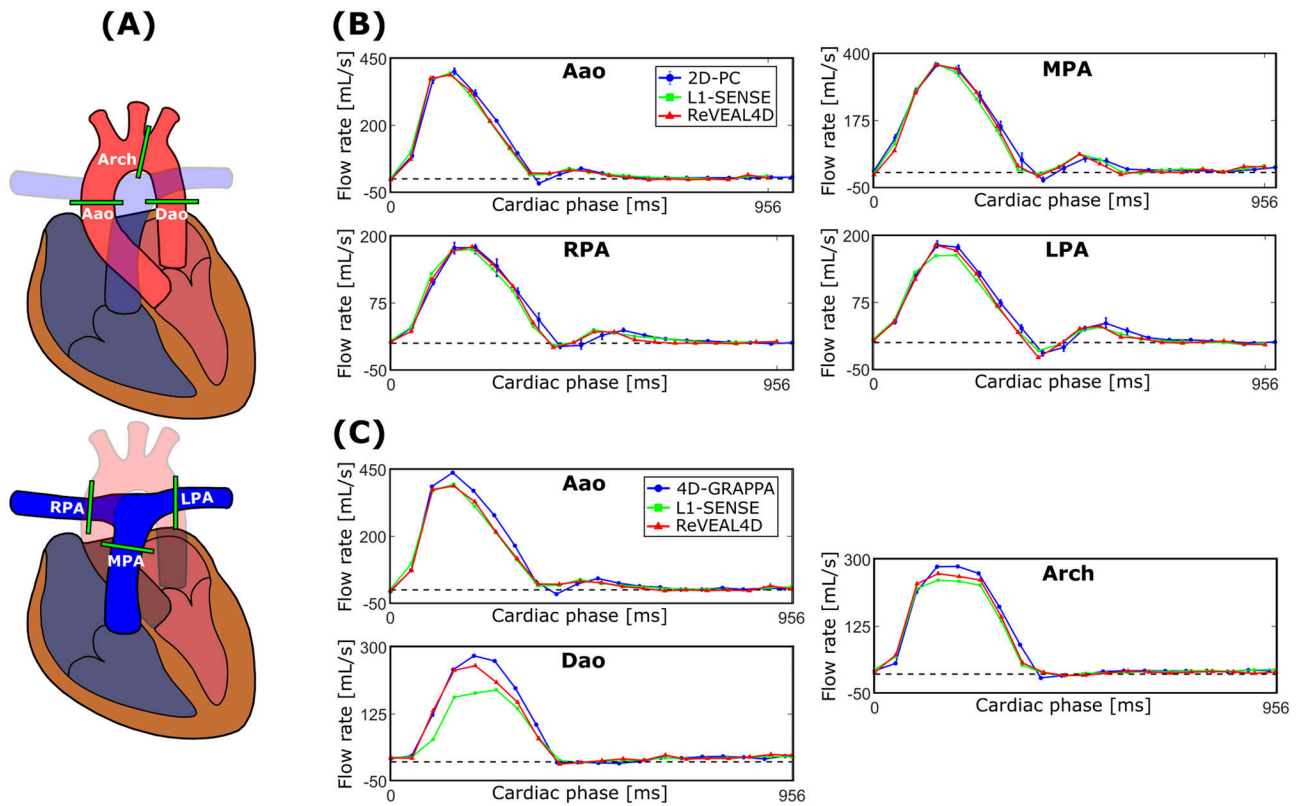 (A)
Arch
Aao
Dao
RPA
LPA
MPA
(B)
Aao
2D-PC
L1-SENSE
ReVEAL4D
Flow rate [mL/s]
450
200
-50
0
Cardiac phase [ms]
956
MPA
Flow rate [mL/s]
400
175
-50
0
Cardiac phase [ms]
956
RPA
Flow rate [mL/s]
200
75
-50
0
Cardiac phase [ms]
956
LPA
Flow rate [mL/s]
200
75
-50
0
Cardiac phase [ms]
956
(C)
Aao
4D-GRAPPA
L1-SENSE
ReVEAL4D
Flow rate [mL/s]
450
200
-50
0
Cardiac phase [ms]
956
Arch
Flow rate [mL/s]
300
125
-50
0
Cardiac phase [ms]
956
Dao
Flow rate [mL/s]
300
125
-50
0
Cardiac phase [ms]
956